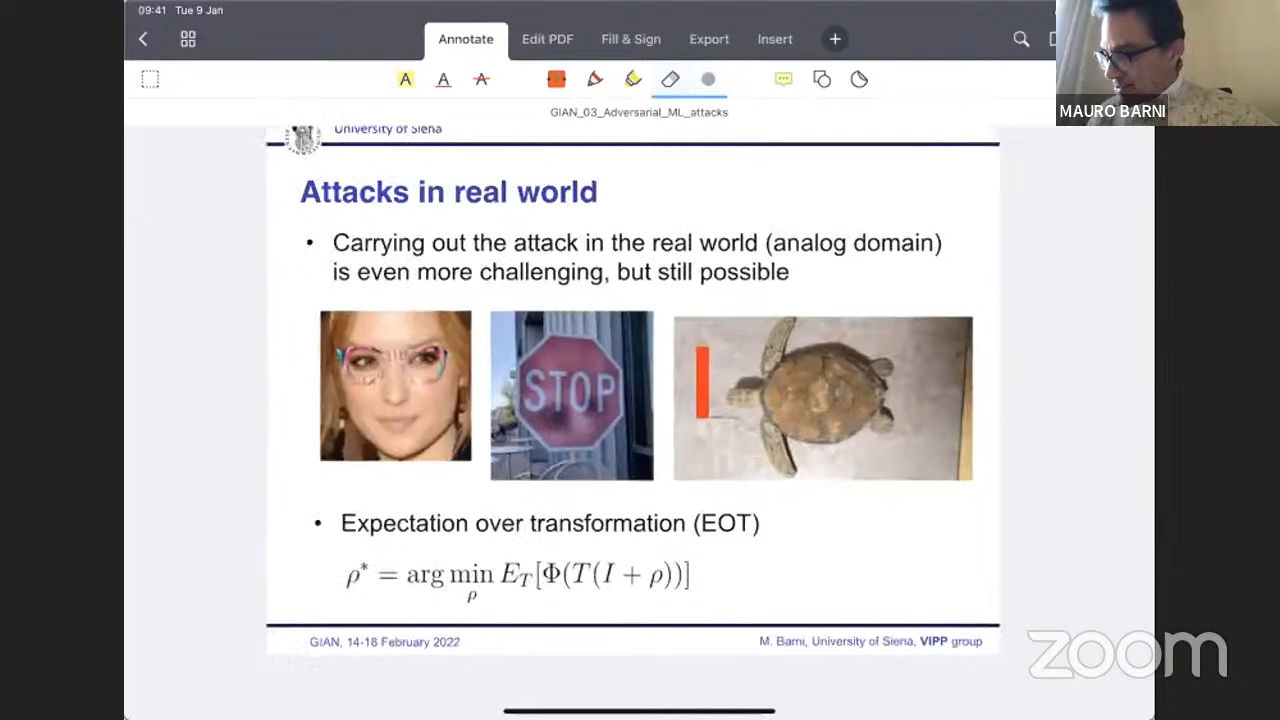 09:41 Tue 9 Jan
Annotate Edit PDF Fill & Sign Export Insert
A A A
GIAN_03_Adversarial_ML_attacks
MAURO BARNI
University of Siena
Attacks in real world
• Carrying out the attack in the real world (analog domain)
is even more challenging, but still possible
STOP
• Expectation over transformation (EOT)
ρ* = arg min E_T[Φ(T(I + ρ))]
ρ
GIAN, 14-18 February 2022
M. Barni, University of Siena, VIPP group
zoom